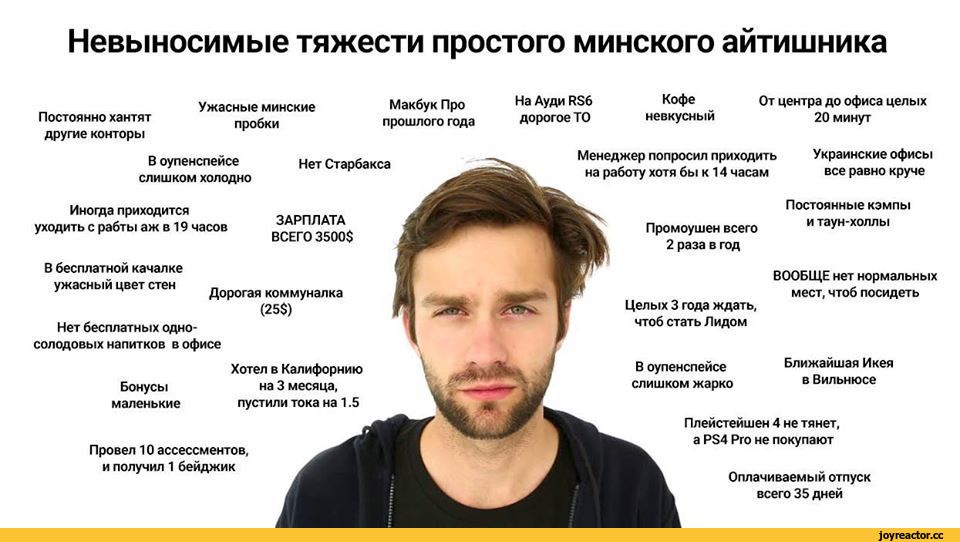 Невыносимые тяжести простого минского айтишника
Постоянно хантят
другие конторы
Ужасные минские
пробки
Макбук Про
прошлого года
На Ауди RS6
дорогое ТО
Кофе
невкусный
От центра до офиса целых
20 минут
В оупенспейсе
слишком холодно
Нет Старбакса
Менеджер попросил приходить
на работу хотя бы к 14 часам
Украинские офисы
все равно круче
Иногда приходится
уходить с рабты аж в 19 часов
ЗАРПЛАТА
ВСЕГО 3500$
Промоушен всего
2 раза в год
Постоянные кэмпы
и таун-холлы
В бесплатной качалке
ужасный цвет стен
Дорогая коммуналка
(25$)
Целых 3 года ждать,
чтоб стать Лидом
ВООБЩЕ нет нормальных
мест, чтоб посидеть
Нет бесплатных одно-
солодовых напитков в офисе
Хотел в Калифорнию
на 3 месяца,
пустили тока на 1.5
В оупенспейсе
слишком жарко
Ближайшая Икея
в Вильнюсе
Бонусы
маленькие
Плейстейшен 4 не тянет,
а PS4 Pro не покупают
Провел 10 ассессментов,
и получил 1 бейджик
Оплачиваемый отпуск
всего 35 дней
joyreactor.cc